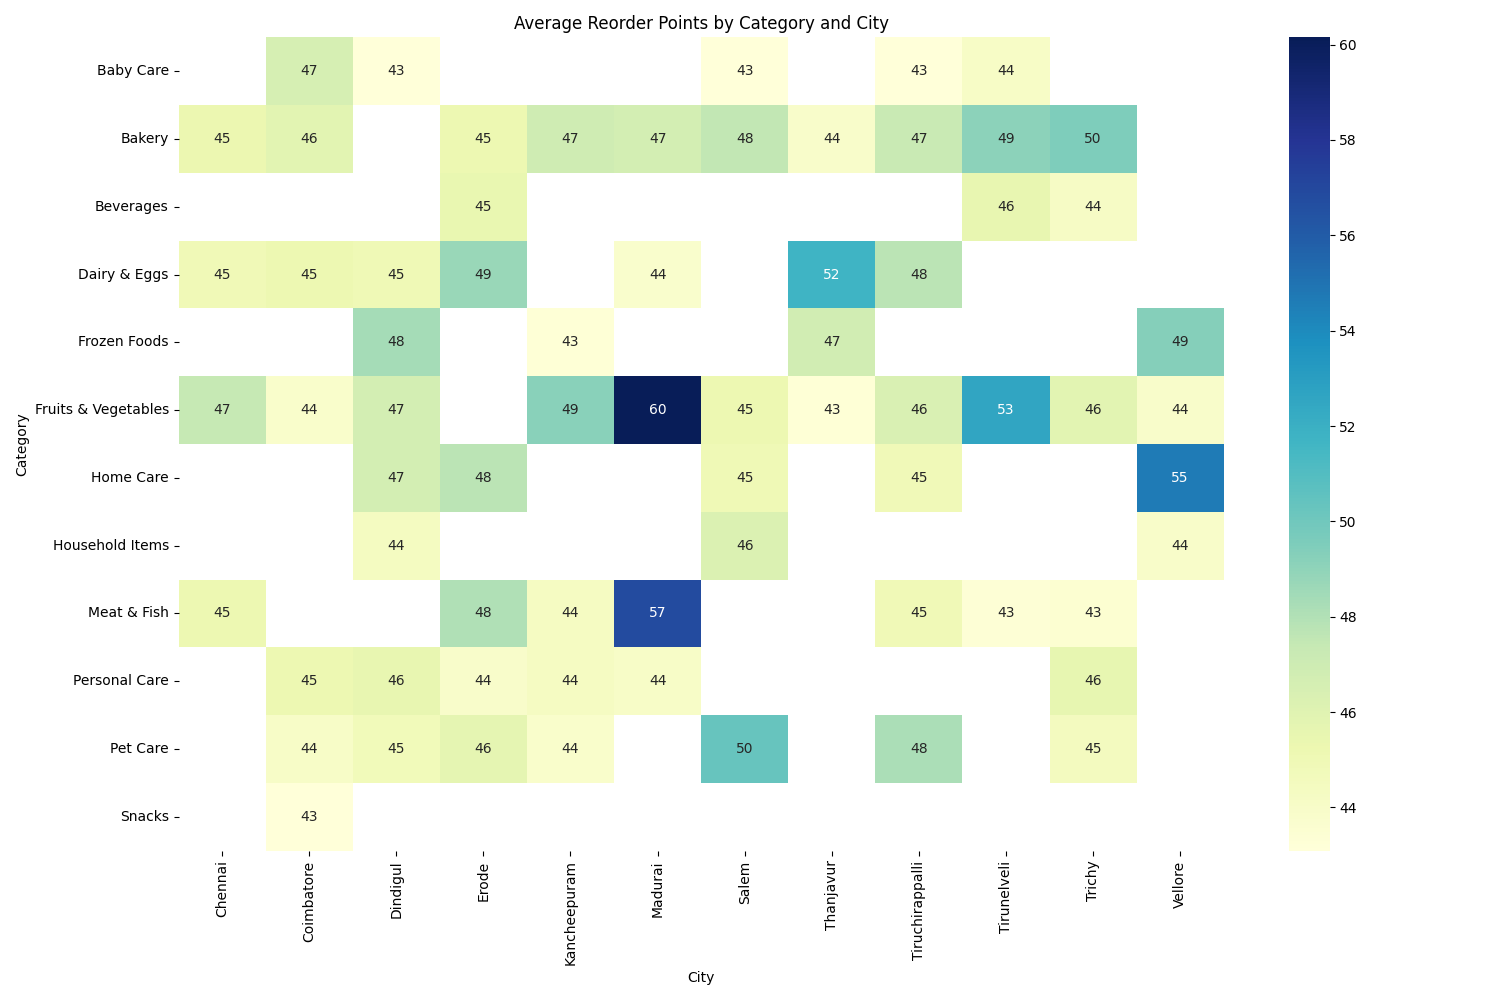 Average Reorder Points by Category and City
Category
Baby Care 47 43 43 43 44
Bakery 45 46 45 47 47 48 44 47 49 50
Beverages 45 46 44
Dairy & Eggs 45 45 45 49 44 52 48
Frozen Foods 48 43 47 49
Fruits & Vegetables 47 44 47 49 60 45 43 46 53 46 44
Home Care 47 48 45 45 55
Household Items 44 46 44
Meat & Fish 45 48 44 57 45 43 43
Personal Care 45 46 44 44 44 46
Pet Care 44 45 46 44 50 48 45
Snacks 43
Chennai Coimbatore Dindigul Erode Kancheepuram Madurai Salem Thanjavur Tiruchirappalli Tirunelveli Trichy Vellore
City
60
58
56
54
52
50
48
46
44